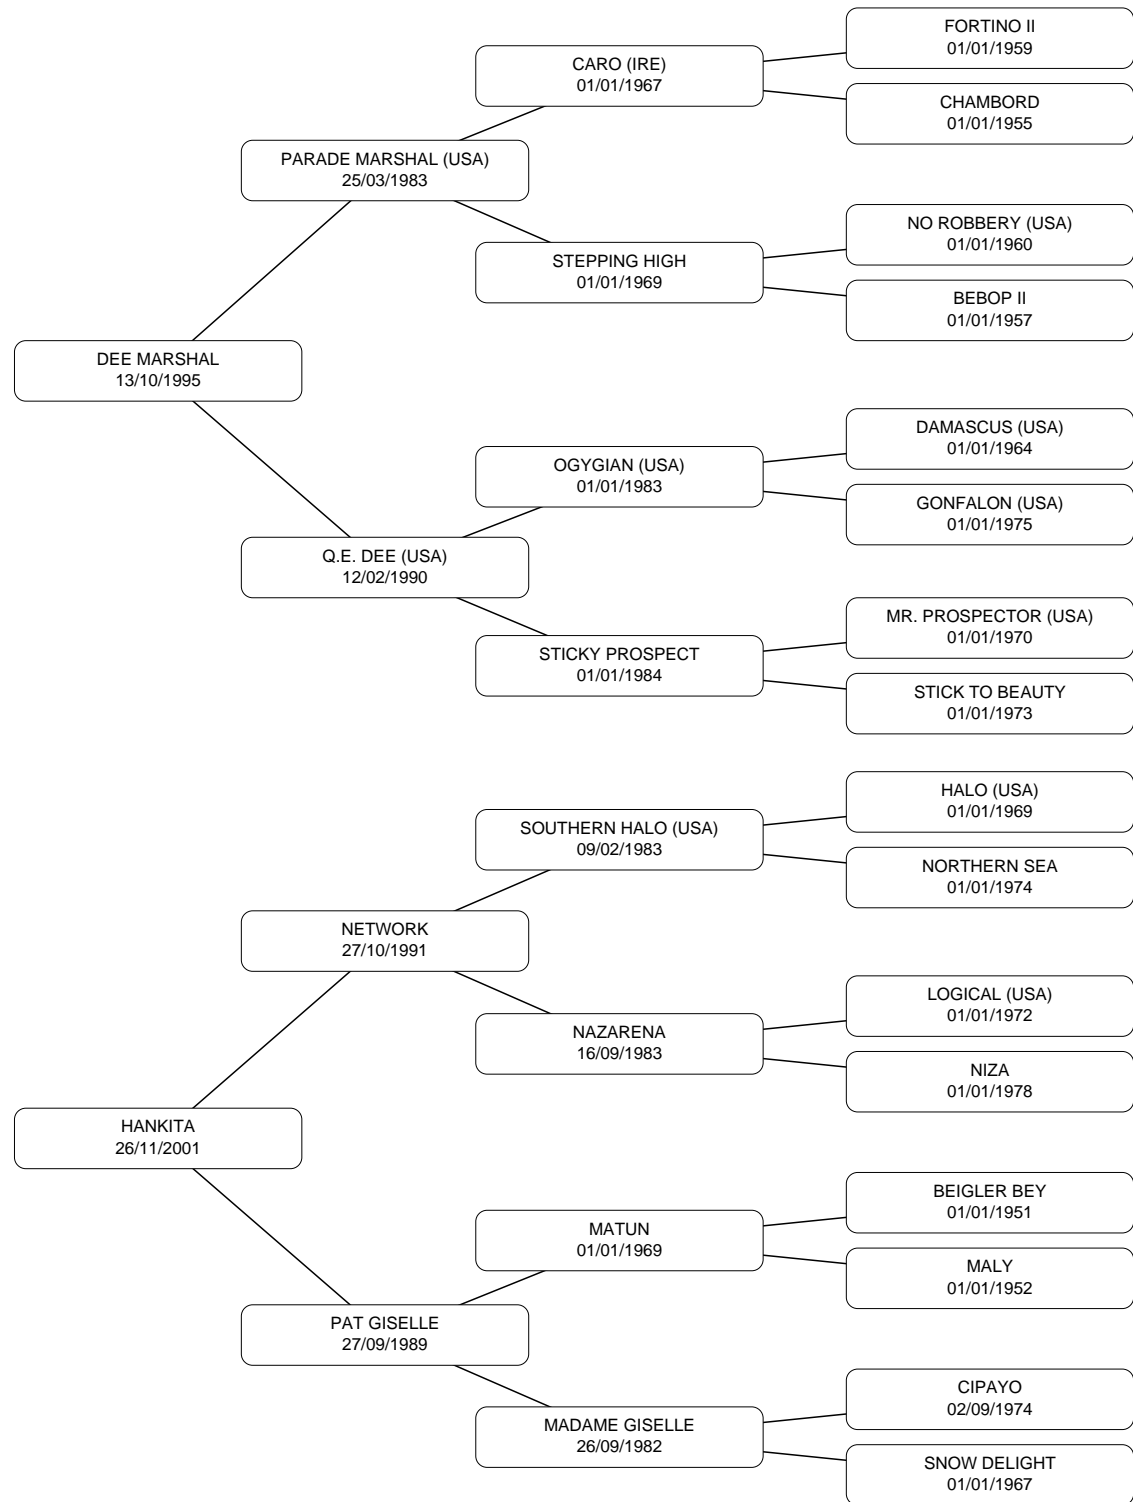 FORTINO II
01/01/1959
CARO (IRE)
01/01/1967
CHAMBORD
01/01/1955
PARADE MARSHAL (USA)
25/03/1983
NO ROBBERY (USA)
01/01/1960
STEPPING HIGH
01/01/1969
BEBOP II
01/01/1957
DEE MARSHAL
13/10/1995
DAMASCUS (USA)
01/01/1964
OGYGIAN (USA)
01/01/1983
GONFALON (USA)
01/01/1975
Q.E. DEE (USA)
12/02/1990
MR. PROSPECTOR (USA)
01/01/1970
STICKY PROSPECT
01/01/1984
STICK TO BEAUTY
01/01/1973
HALO (USA)
01/01/1969
SOUTHERN HALO (USA)
09/02/1983
NORTHERN SEA
01/01/1974
NETWORK
27/10/1991
LOGICAL (USA)
01/01/1972
NAZARENA
16/09/1983
NIZA
01/01/1978
HANKITA
26/11/2001
BEIGLER BEY
01/01/1951
MATUN
01/01/1969
MALY
01/01/1952
PAT GISELLE
27/09/1989
CIPAYO
02/09/1974
MADAME GISELLE
26/09/1982
SNOW DELIGHT
01/01/1967